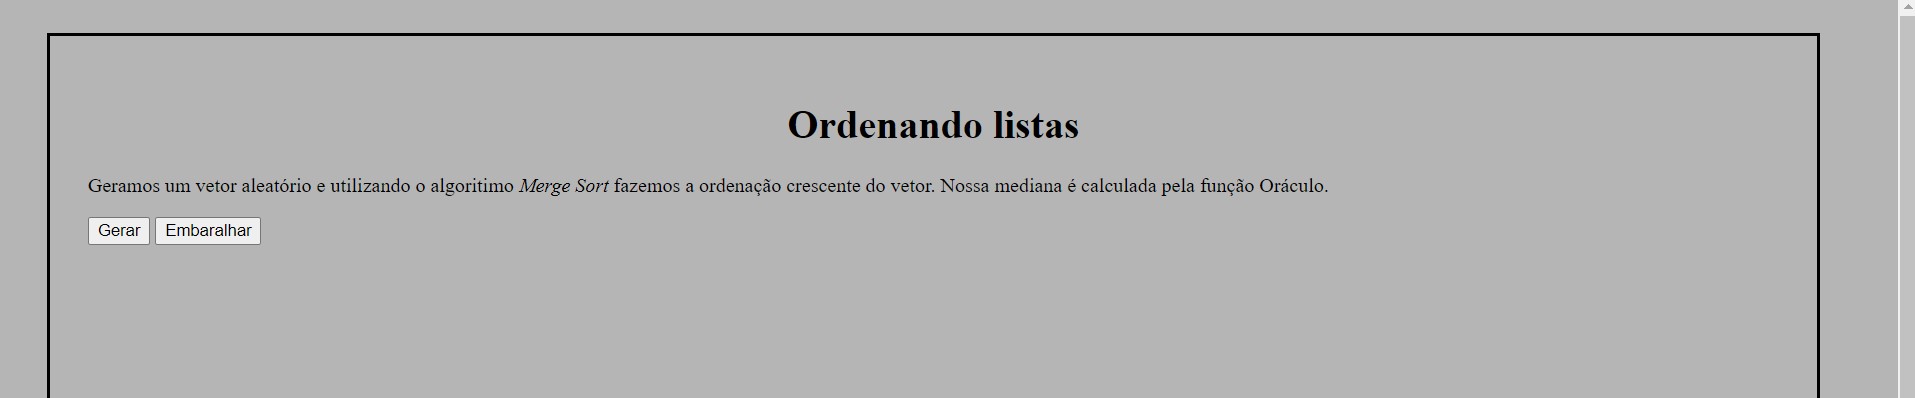 Ordenando listas
Geramos um vetor aleatório e utilizando o algoritimo Merge Sort fazemos a ordenação crescente do vetor. Nossa mediana é calculada pela função Oráculo.
Gerar Embaralhar